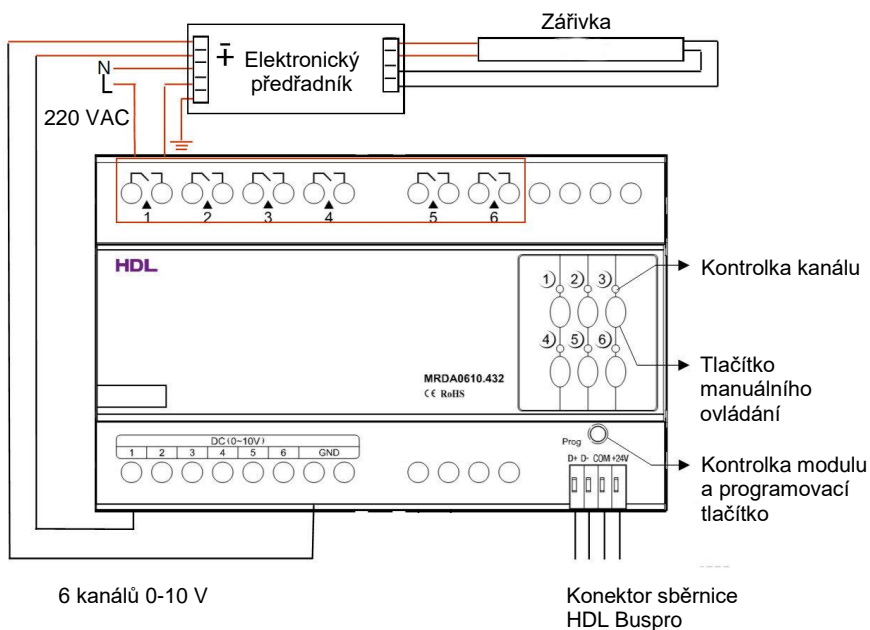 Zářivka
Elektronický
předřadník
N
L
220 VAC
1 2 3 4 5 6
HDL
1 2 3
4 5 6
Kontrolka kanálu
Tlačítko
manuálního
ovládání
MRDA0610.432
CE RoHS
DC (0~10V)
1 2 3 4 5 6 GND
Prog
D+ D- COM +24V
Kontrolka modulu
a programovací
tlačítko
6 kanálů 0-10 V
Konektor sběrnice
HDL Buspro